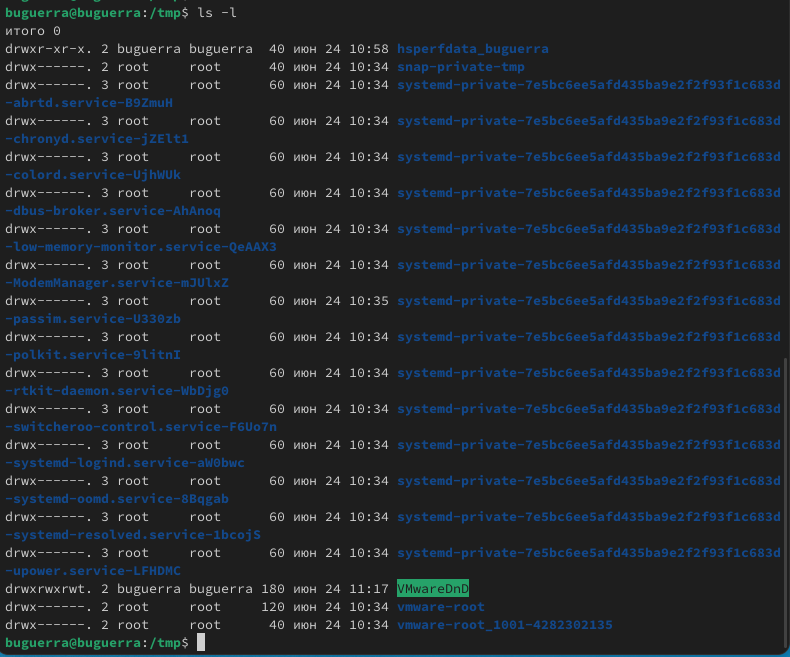 buguerra@buguerra:/tmp$ ls -l
итого 0
drwxr-xr-x. 2 buguerra buguerra  40 июн 24 10:58 hsperfdata_buguerra
drwx------. 2 root     root      40 июн 24 10:34 snap-private-tmp
drwx------. 3 root     root      60 июн 24 10:34 systemd-private-7e5bc6ee5afd435ba9e2f2f93f1c683d
-abrtd.service-B9ZmuH
drwx------. 3 root     root      60 июн 24 10:34 systemd-private-7e5bc6ee5afd435ba9e2f2f93f1c683d
-chronyd.service-jZElt1
drwx------. 3 root     root      60 июн 24 10:34 systemd-private-7e5bc6ee5afd435ba9e2f2f93f1c683d
-colord.service-UjhWUk
drwx------. 3 root     root      60 июн 24 10:34 systemd-private-7e5bc6ee5afd435ba9e2f2f93f1c683d
-dbus-broker.service-AhAnoq
drwx------. 3 root     root      60 июн 24 10:34 systemd-private-7e5bc6ee5afd435ba9e2f2f93f1c683d
-low-memory-monitor.service-QeAAX3
drwx------. 3 root     root      60 июн 24 10:34 systemd-private-7e5bc6ee5afd435ba9e2f2f93f1c683d
-ModemManager.service-mJUlxZ
drwx------. 3 root     root      60 июн 24 10:35 systemd-private-7e5bc6ee5afd435ba9e2f2f93f1c683d
-passim.service-U330zb
drwx------. 3 root     root      60 июн 24 10:34 systemd-private-7e5bc6ee5afd435ba9e2f2f93f1c683d
-polkit.service-9litnI
drwx------. 3 root     root      60 июн 24 10:34 systemd-private-7e5bc6ee5afd435ba9e2f2f93f1c683d
-rtkit-daemon.service-WbDjg0
drwx------. 3 root     root      60 июн 24 10:34 systemd-private-7e5bc6ee5afd435ba9e2f2f93f1c683d
-switcheroo-control.service-F6Uo7n
drwx------. 3 root     root      60 июн 24 10:34 systemd-private-7e5bc6ee5afd435ba9e2f2f93f1c683d
-systemd-logind.service-aW0bwc
drwx------. 3 root     root      60 июн 24 10:34 systemd-private-7e5bc6ee5afd435ba9e2f2f93f1c683d
-systemd-oomd.service-8Bqgab
drwx------. 3 root     root      60 июн 24 10:34 systemd-private-7e5bc6ee5afd435ba9e2f2f93f1c683d
-systemd-resolved.service-1bcojS
drwx------. 3 root     root      60 июн 24 10:34 systemd-private-7e5bc6ee5afd435ba9e2f2f93f1c683d
-upower.service-LFHDMC
drwxrwxrwt. 2 buguerra buguerra 180 июн 24 11:17 VMwareDnD
drwx------. 2 root     root     120 июн 24 10:34 vmware-root
drwx------. 2 root     root      40 июн 24 10:34 vmware-root_1001-4282302135
buguerra@buguerra:/tmp$